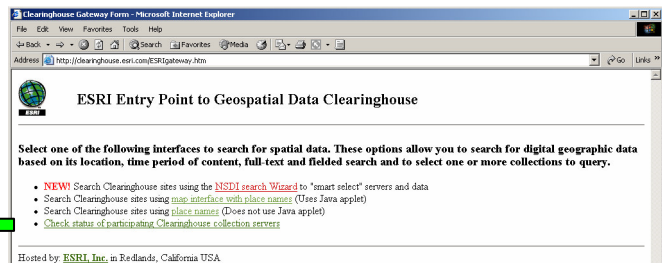 Clearinghouse Gateway Form - Microsoft Internet Explorer
File Edit View Favorites Tools Help
Back Search Favorites Media
Address http://clearinghouse.esri.com/ESRIgateway.htm Go Links »
ESRI
ESRI Entry Point to Geospatial Data Clearinghouse
Select one of the following interfaces to search for spatial data. These options allow you to search for digital geographic data
based on its location, time period of content, full-text and fielded search and to select one or more collections to query.
• NEW! Search Clearinghouse sites using the NSDI search Wizard to "smart select" servers and data
• Search Clearinghouse sites using map interface with place names (Uses Java applet)
• Search Clearinghouse sites using place names (Does not use Java applet)
• Check status of participating Clearinghouse collection servers
Hosted by: ESRI, Inc. in Redlands, California USA